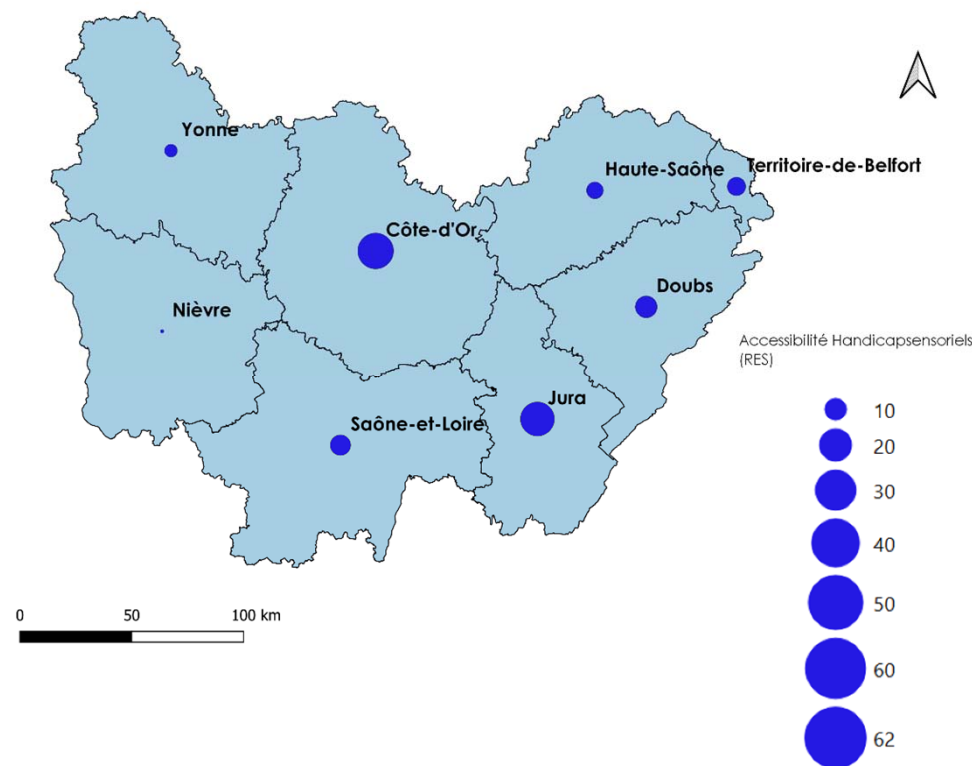 Yonne
Haute-Saône
Territoire-de-Belfort
Côte-d'Or
Doubs
Nièvre
Accessibilité Handicapsensoriels
(RES)
Jura
Saône-et-Loire
10
20
30
40
50
60
62
0 50 100 km